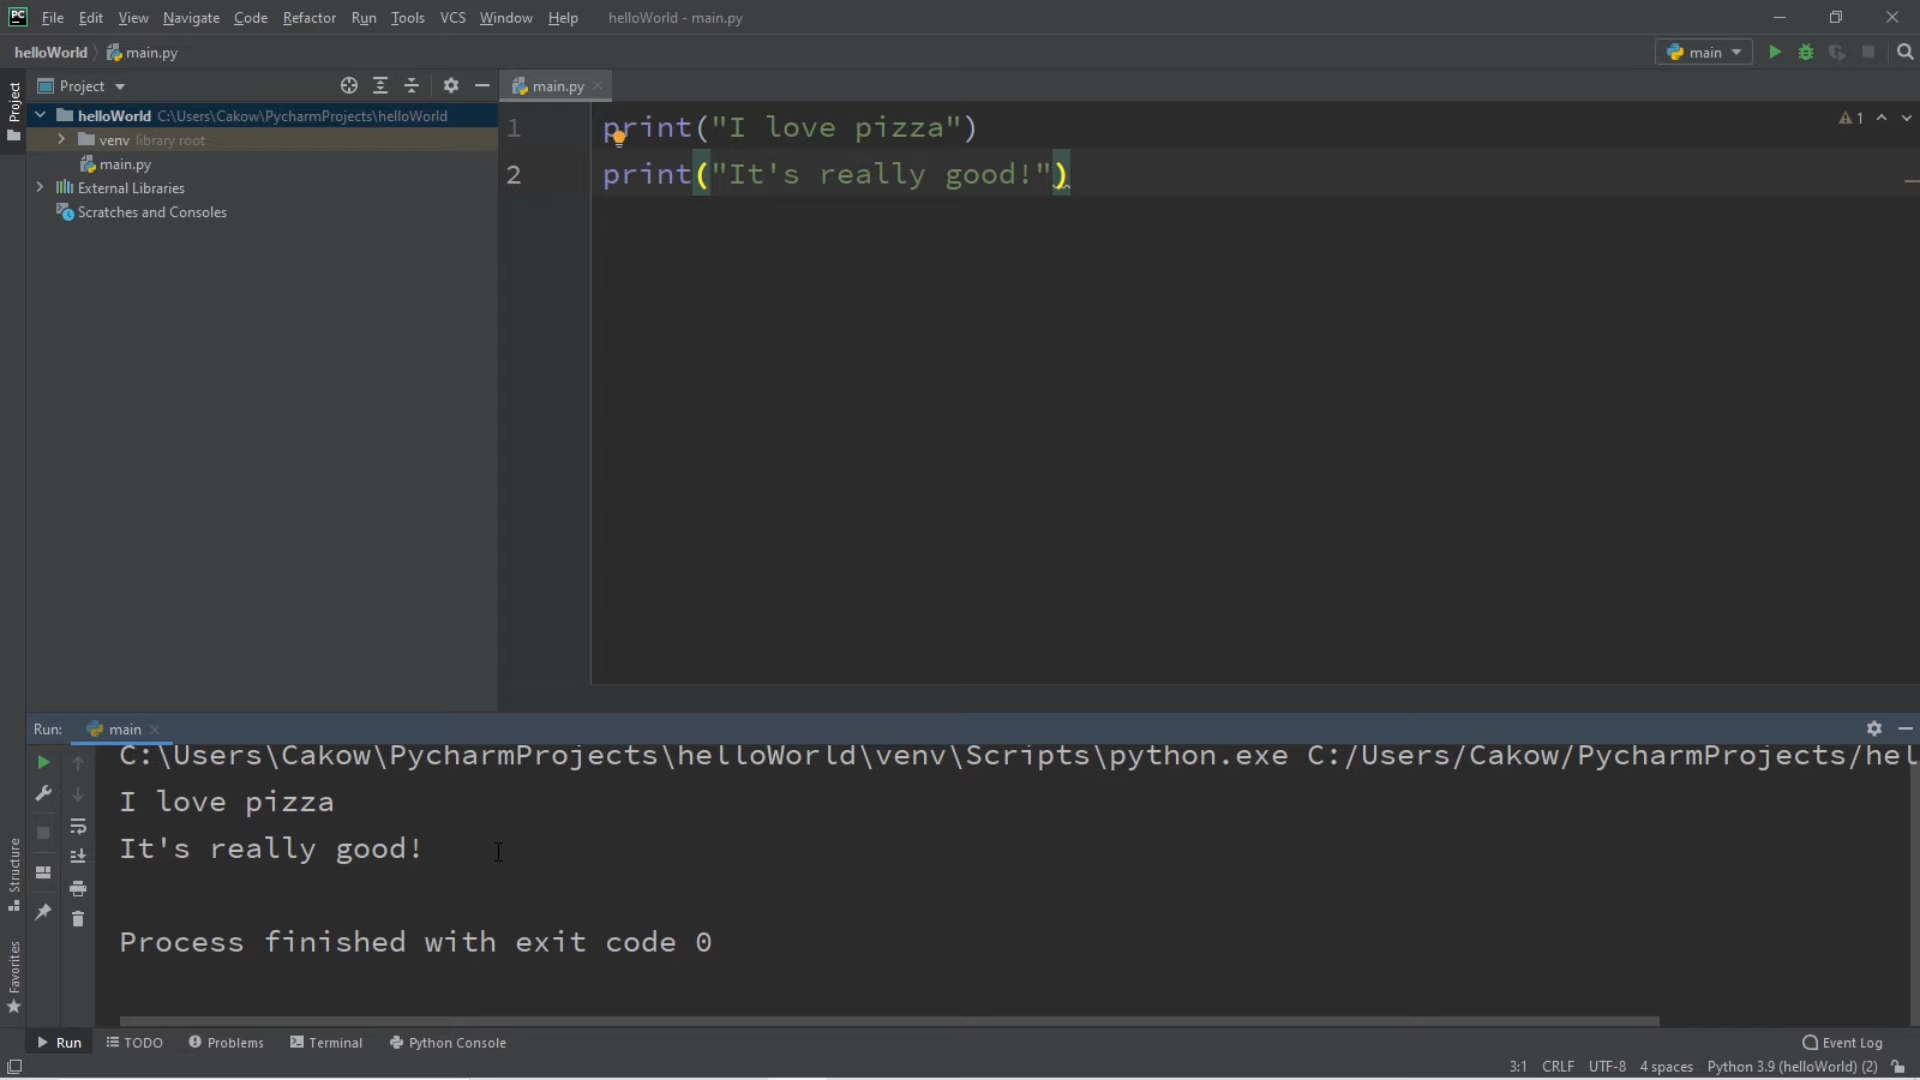 PC File Edit View Navigate Code Refactor Run Tools VCS Window Help helloWorld - main.py
helloWorld main.py main
Project Project main.py
helloWorld C:\Users\Cakow\PycharmProjects\helloWorld
venv library root
main.py
External Libraries
Scratches and Consoles
1 print("I love pizza") 1
2 print("It's really good!")
Run: main
C:\Users\Cakow\PycharmProjects\helloWorld\venv\Scripts\python.exe C:/Users/Cakow/PycharmProjects/hel
I love pizza
It's really good!
Process finished with exit code 0
Structure
Favorites
Run TODO Problems Terminal Python Console Event Log
3:1 CRLF UTF-8 4 spaces Python 3.9 (helloWorld) (2)